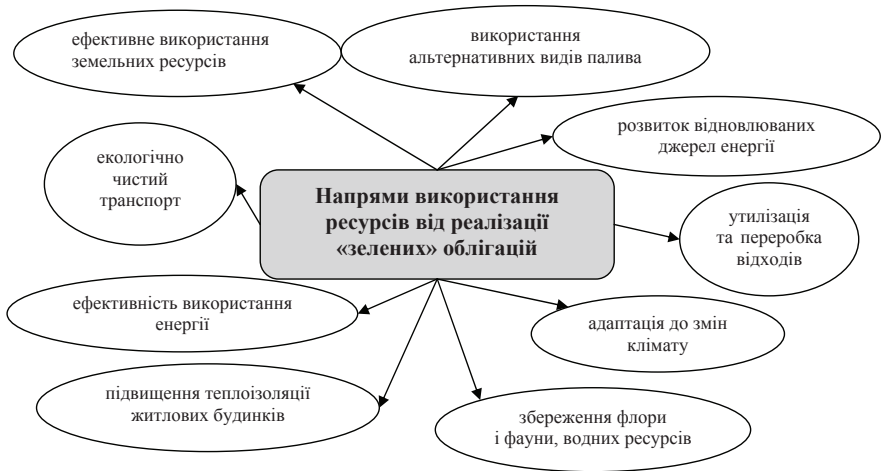 ефективне використання
земельних ресурсів
використання
альтернативних видів палива
розвиток відновлюваних
джерел енергії
екологічно
чистий
транспорт
Напрями використання
ресурсів від реалізації
«зелених» облігацій
утилізація
та переробка
відходів
ефективність використання
енергії
адаптація до змін
клімату
підвищення теплоізоляції
житлових будинків
збереження флори
і фауни, водних ресурсів